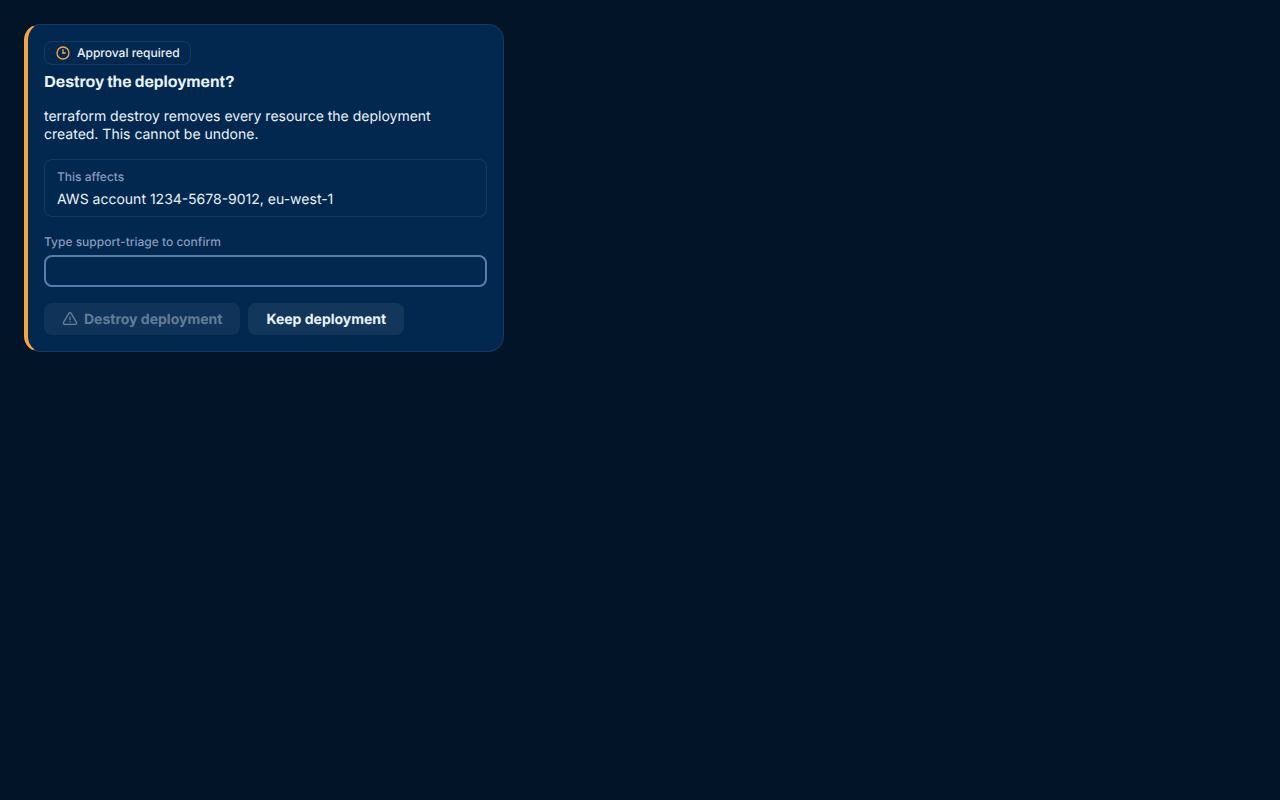 Approval required
Destroy the deployment?
terraform destroy removes every resource the deployment
created. This cannot be undone.
This affects
AWS account 1234-5678-9012, eu-west-1
Type support-triage to confirm
Destroy deployment
Keep deployment